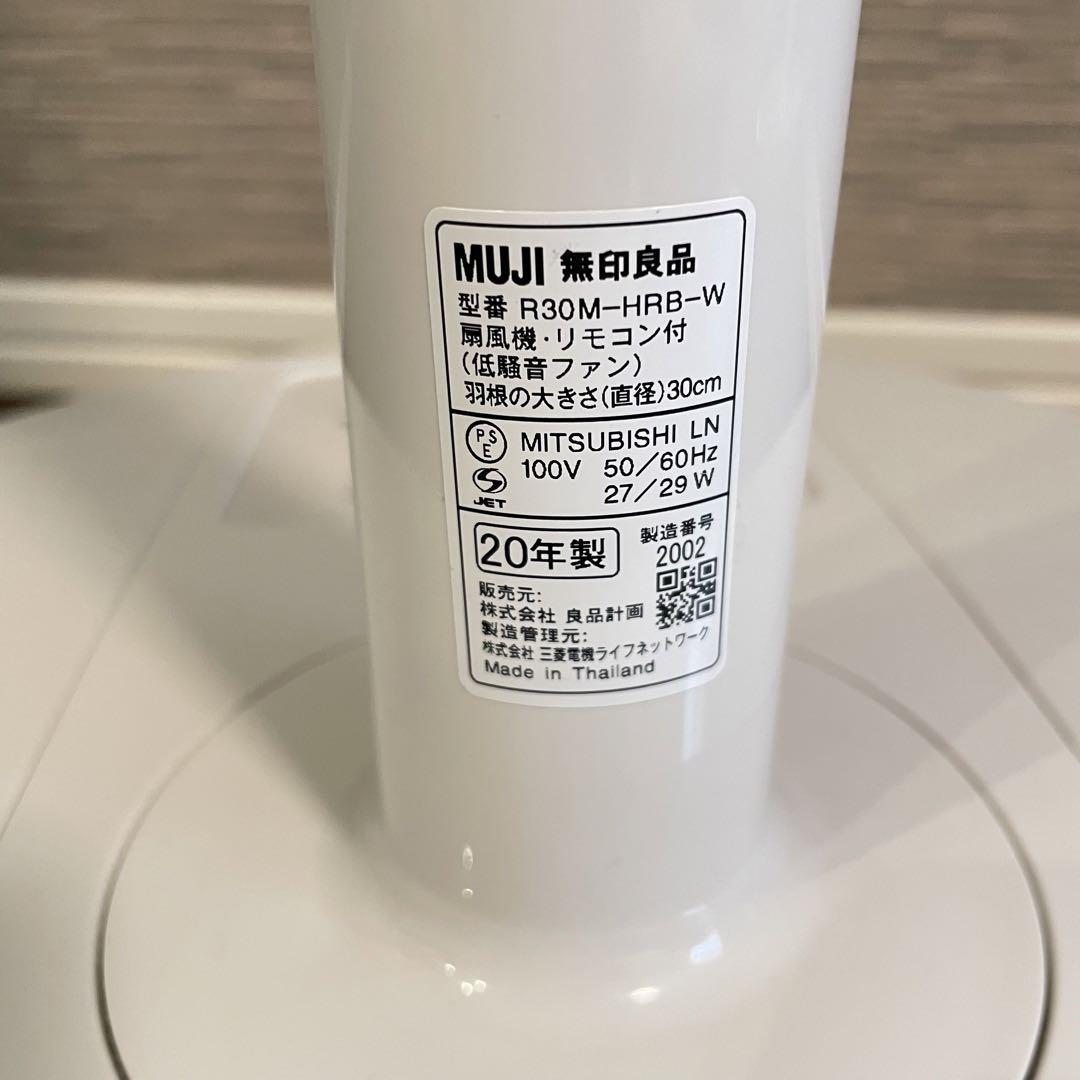 MUJI 無印良品
型番 R30M-HRB-W
扇風機・リモコン付
(低騒音ファン)
羽根の大きさ(直径)30cm
PSE
MITSUBISHI LN
100V 50/60Hz
27/29W
JET
20年製
製造番号
2002
販売元:
株式会社 良品計画
製造管理元:
株式会社 三菱電機ライフネットワーク
Made in Thailand